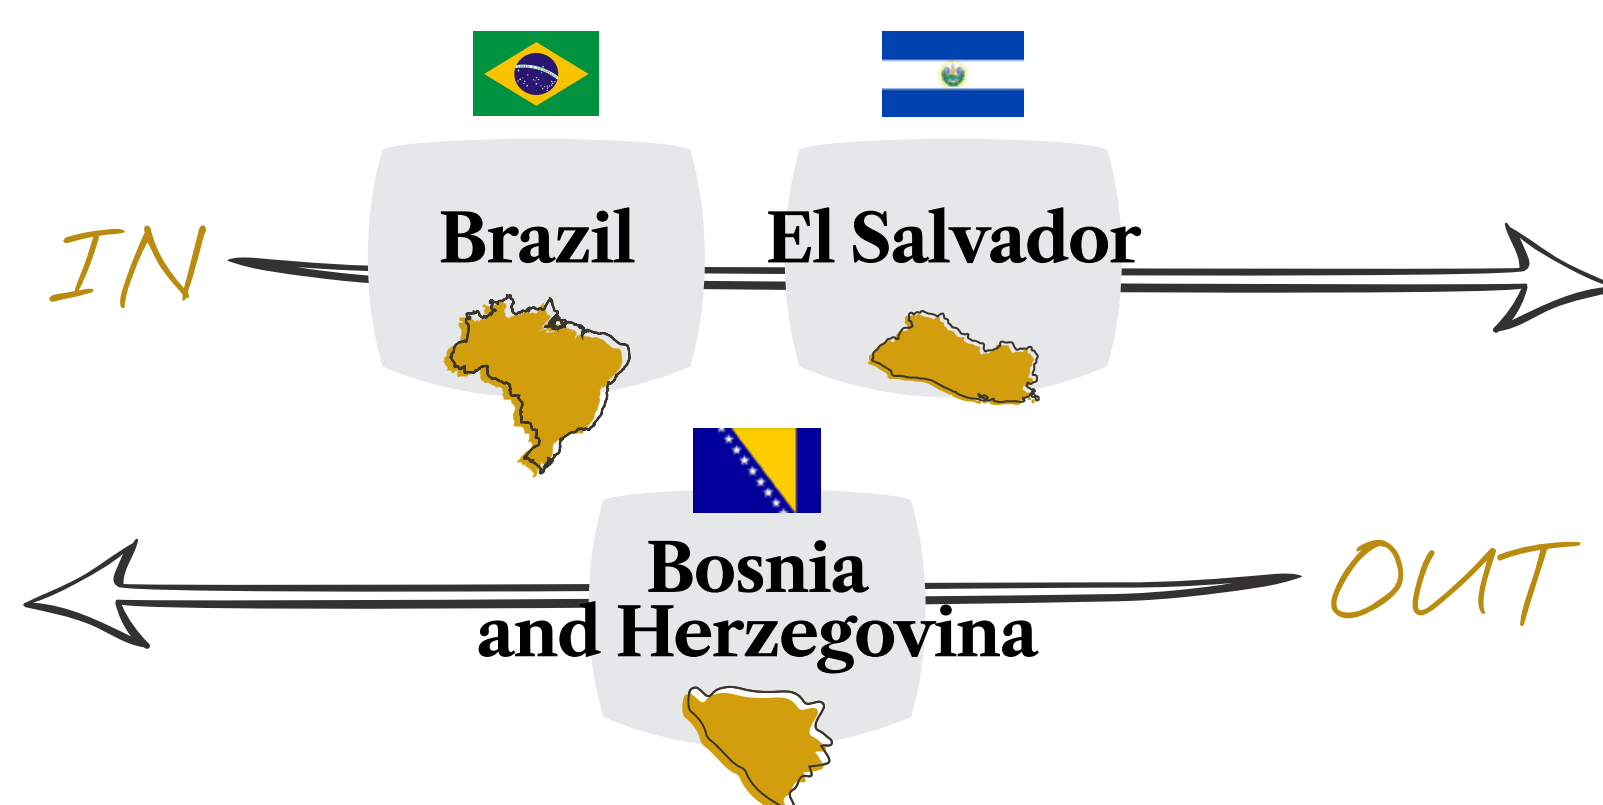 IN
Brazil
El Salvador
Bosnia
and Herzegovina
OUT